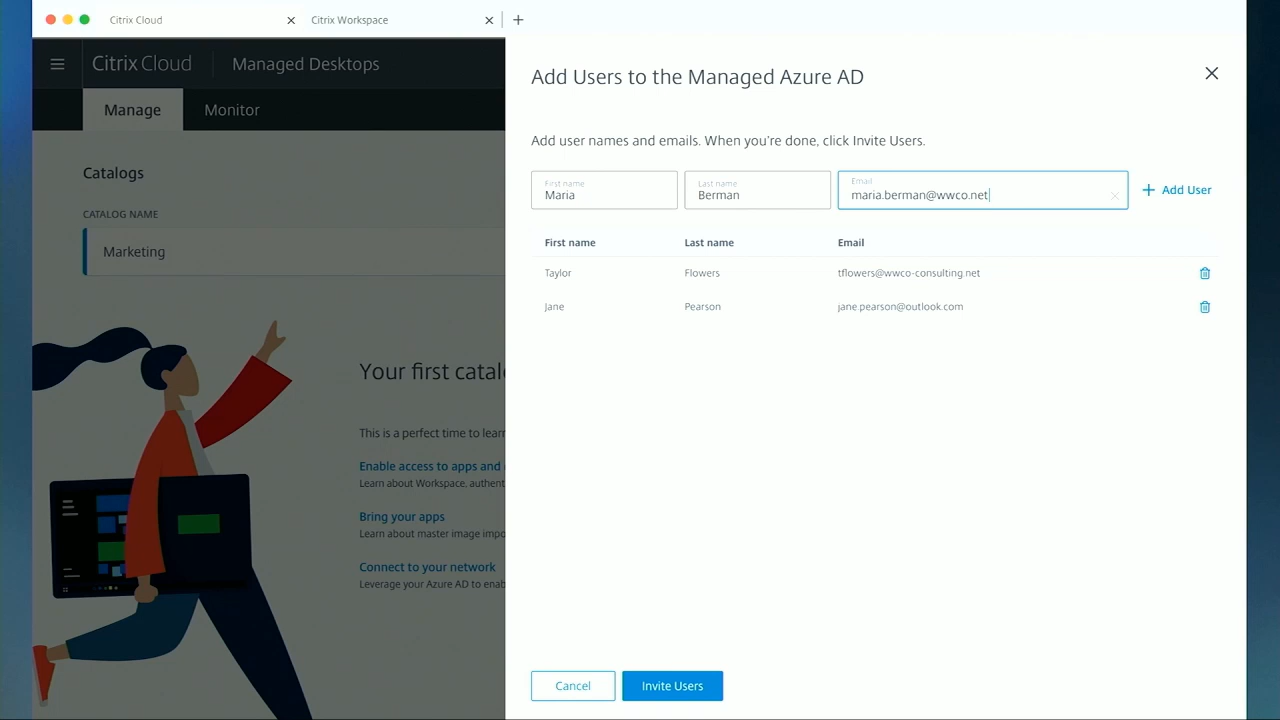 Citrix Cloud
Citrix Workspace
Citrix Cloud
Managed Desktops
Manage
Monitor
Catalogs
CATALOG NAME
Marketing
Your first catal
This is a perfect time to lear
Enable access to apps and
Learn about Workspace, authent
Bring your apps
Learn about master image impo
Connect to your network
Leverage your Azure AD to enab
Add Users to the Managed Azure AD
Add user names and emails. When you're done, click Invite Users.
First name
Maria
Last name
Berman
Email
maria.berman@wwco.net
+ Add User
First name Last name Email
Taylor Flowers tflowers@wwco-consulting.net
Jane Pearson jane.pearson@outlook.com
Cancel
Invite Users